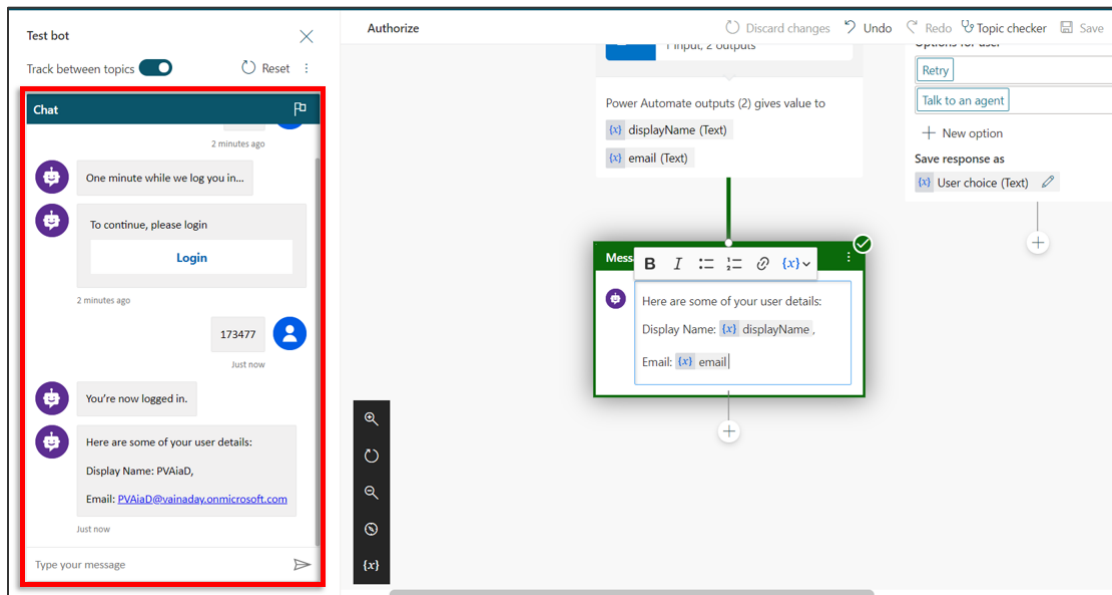 Test bot
Track between topics
Reset
Chat
2 minutes ago
One minute while we log you in...
To continue, please login
Login
2 minutes ago
173477
Just now
You're now logged in.
Here are some of your user details:
Display Name: PVAiaD,
Email: PVAiaD@vainaday.onmicrosoft.com
Just now
Type your message
Authorize
Discard changes
Undo
Redo
Topic checker
Save
1 input, 2 outputs
Power Automate outputs (2) gives value to
{x} displayName (Text)
{x} email (Text)
Mess
B I {x}
Here are some of your user details:
Display Name: {x} displayName ,
Email: {x} email
{x}
Options for user
Retry
Talk to an agent
New option
Save response as
{x} User choice (Text)